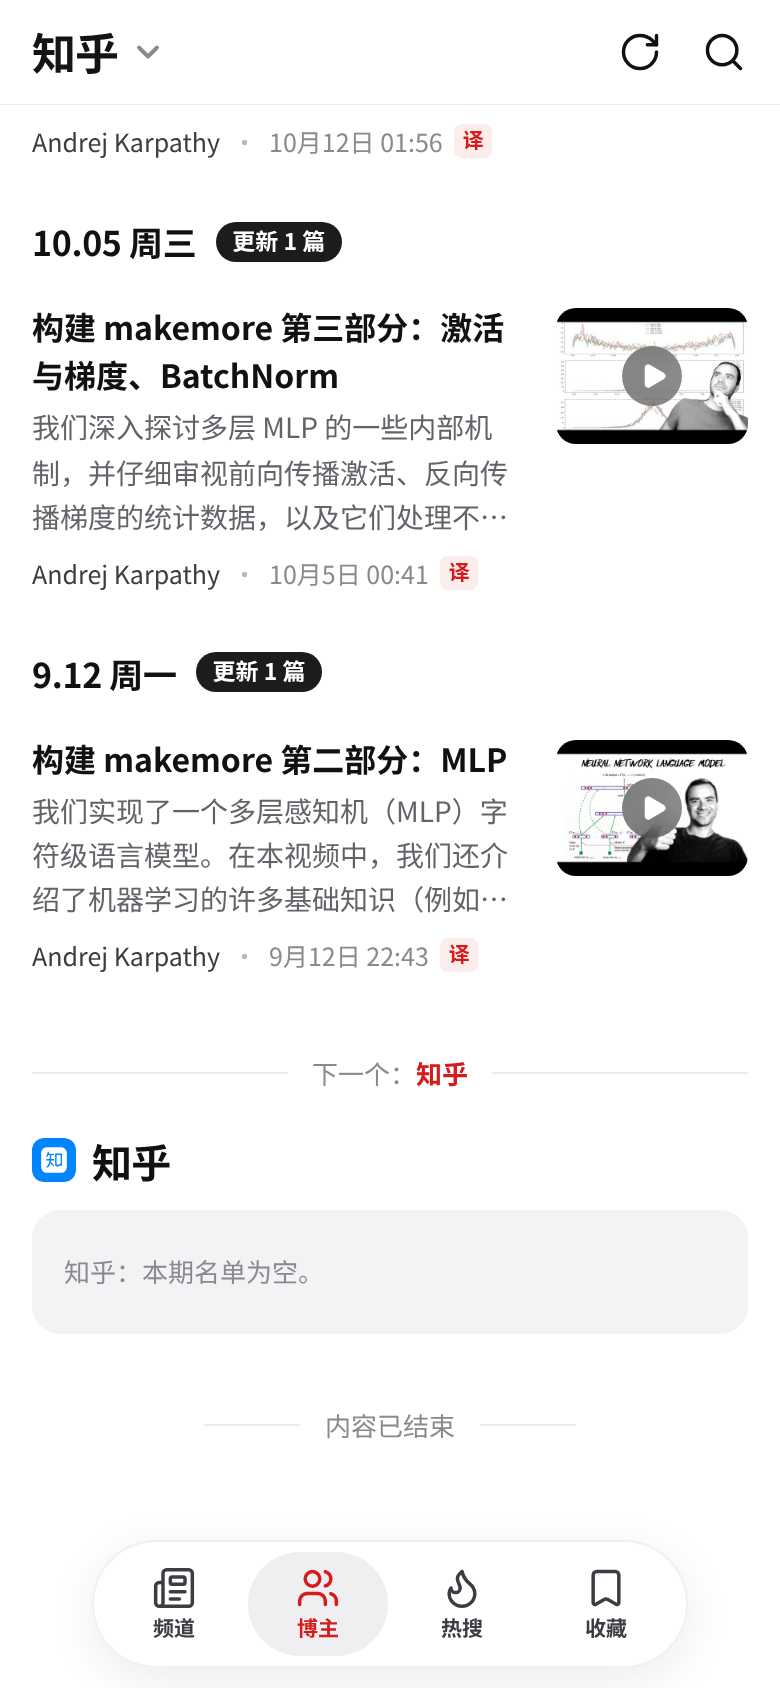 知乎
Andrej Karpathy • 10月12日 01:56 译
10.05 周三 更新 1 篇
构建 makemore 第三部分：激活
与梯度、BatchNorm
我们深入探讨多层 MLP 的一些内部机
制，并仔细审视前向传播激活、反向传
播梯度的统计数据，以及它们处理不…
Andrej Karpathy • 10月5日 00:41 译
9.12 周一 更新 1 篇
构建 makemore 第二部分：MLP
NEURAL NETWORK LANGUAGE MODEL
我们实现了一个多层感知机（MLP）字
符级语言模型。在本视频中，我们还介
绍了机器学习的许多基础知识（例如…
Andrej Karpathy • 9月12日 22:43 译
下一个：知乎
知 知乎
知乎：本期名单为空。
内容已结束
频道 博主 热搜 收藏